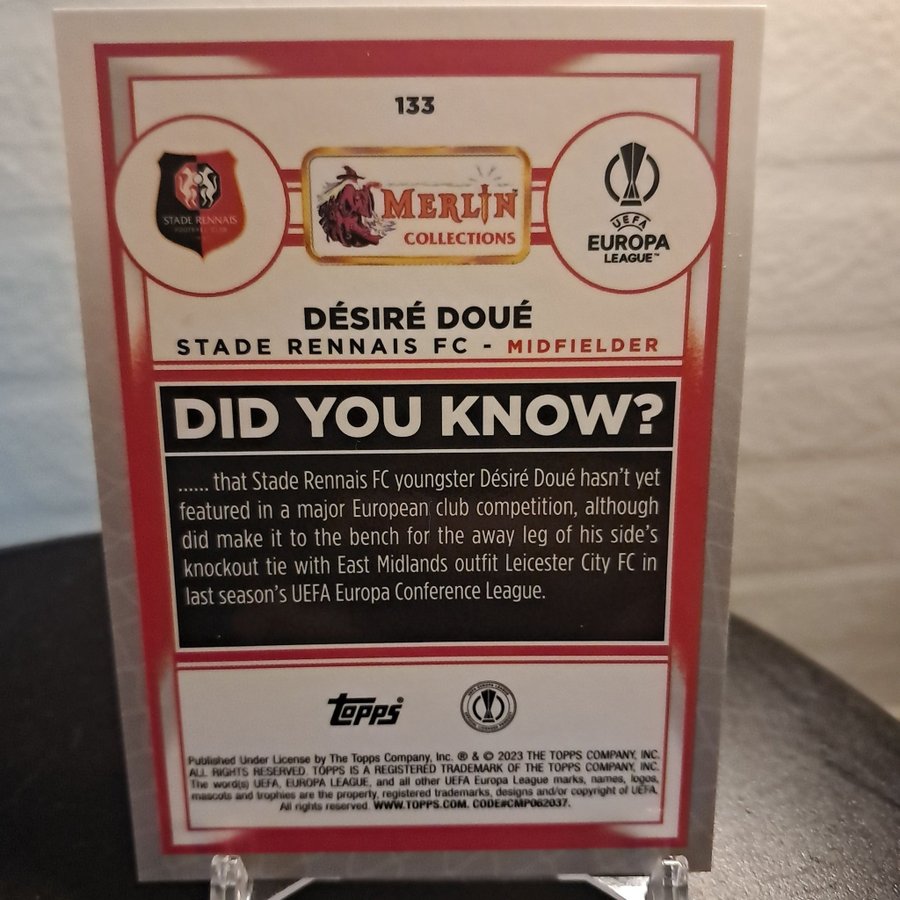 133
STADE RENNAIS
FOOTBALL CLUB
MERLIN
COLLECTIONS
UEFA
EUROPA
LEAGUE™
DÉSIRÉ DOUÉ
STADE RENNAIS FC - MIDFIELDER
DID YOU KNOW?
...... that Stade Rennais FC youngster Désiré Doué hasn't yet
featured in a major European club competition, although
did make it to the bench for the away leg of his side's
knockout tie with East Midlands outfit Leicester City FC in
last season's UEFA Europa Conference League.
Topps®
Published Under License by The Topps Company, Inc. ® & © 2023 THE TOPPS COMPANY, INC.
ALL RIGHTS RESERVED. TOPPS IS A REGISTERED TRADEMARK OF THE TOPPS COMPANY, INC.
The word(s) UEFA, EUROPA LEAGUE, and all other UEFA Europa League marks, names, logos,
mascots and trophies are the property, registered trademarks, designs and/or copyright of UEFA.
All rights reserved. WWW.TOPPS.COM. CODE#CMP062037.